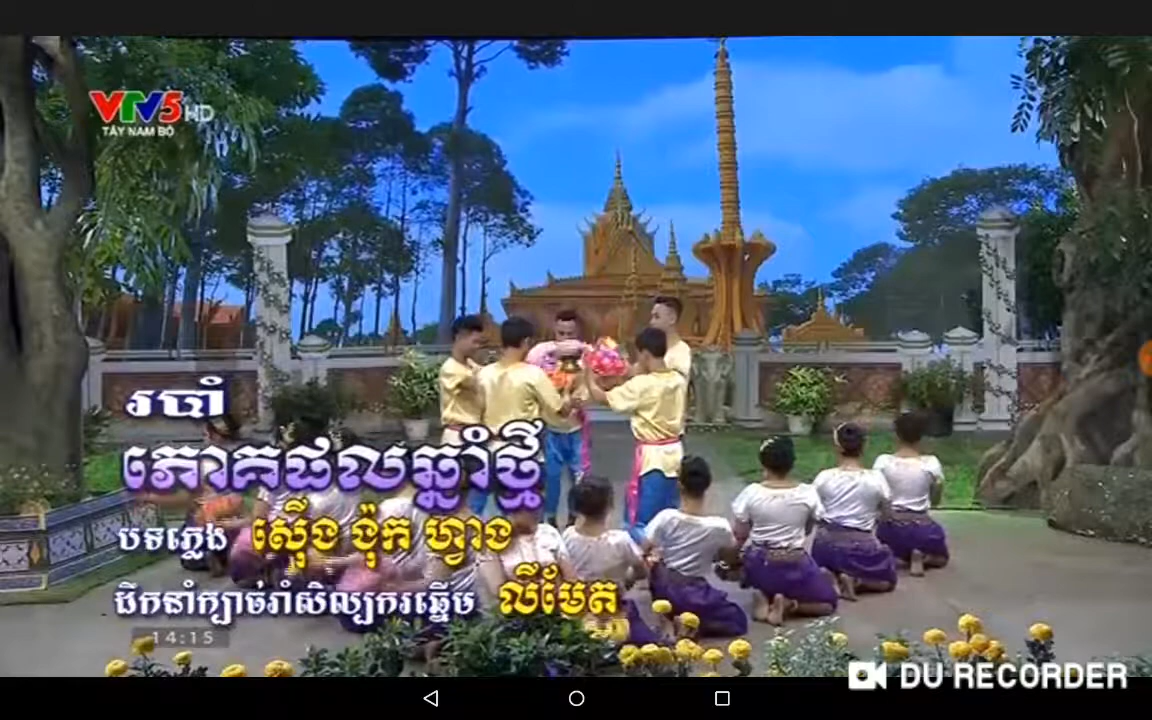 VTV5 HD
TÂY NAM BỘ
របាំ
ភោគផលឆ្នាំថ្មី
បទភ្លេង ស៊ើង ង៉ុក ហ្វាង
ដឹកនាំក្បាច់រាំសិល្បករឆ្នើម លីម៉ែត
14:15
DU RECORDER